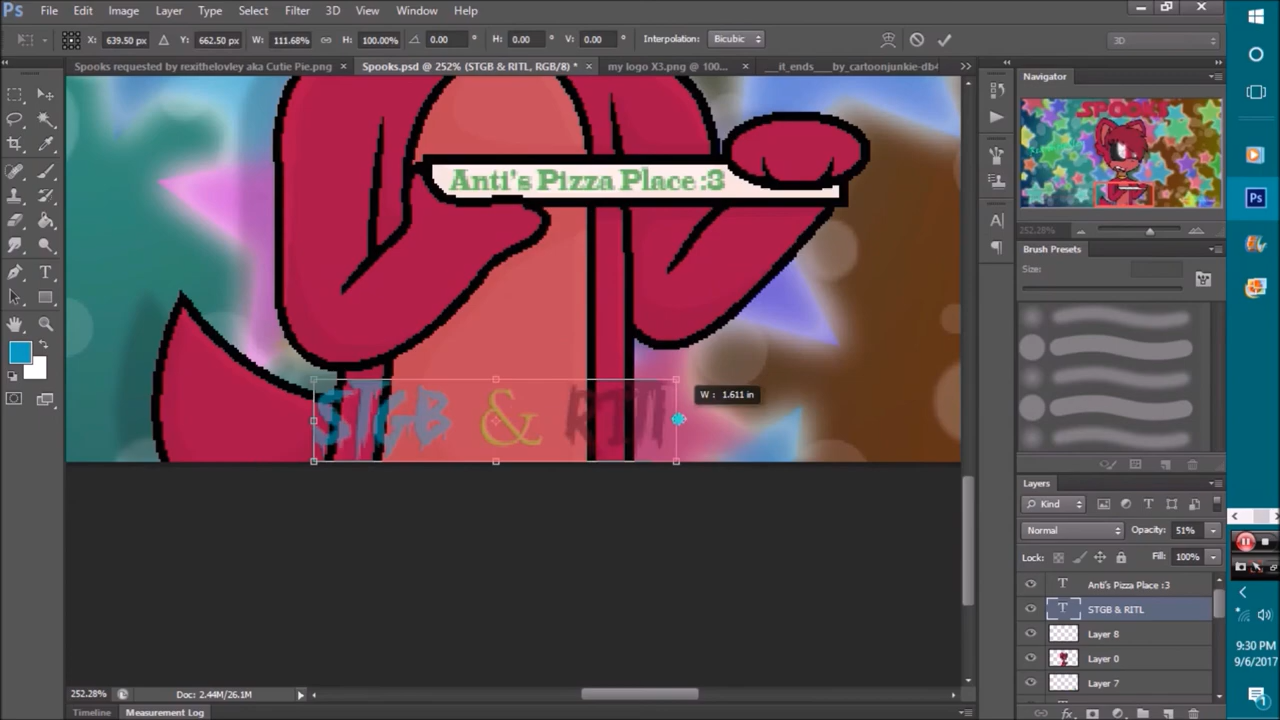 Ps File Edit Image Layer Type Select Filter 3D View Window Help
X: 639.50 px Y: 662.50 px W: 111.68% H: 100.00% 0.00 ° H: 0.00 ° V: 0.00 ° Interpolation: Bicubic 3D
Spooks requested by rexithelovley aka Cutie Pie.png × Spooks.psd @ 252% (STGB & RITL, RGB/8) * × my logo X3.png @ 100... × __it_ends___by_cartoonjunkie-db4
Navigator
SPOOKS
Anti's Pizza Place :3
252.28%
Brush Presets
Size:
STGB & RITL
W : 1.611 in
Layers
Kind
Normal Opacity: 51%
Lock: Fill: 100%
Anti's Pizza Place :3
STGB & RITL
Layer 8
Layer 0
Layer 7
9:30 PM
9/6/2017
252.28% Doc: 2.44M/26.1M
Timeline Measurement Log